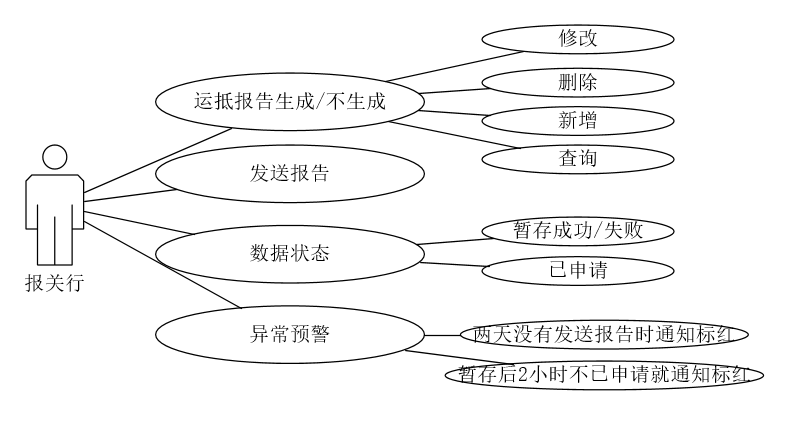 修改
运抵报告生成/不生成
删除
新增
查询
发送报告
暂存成功/失败
数据状态
已申请
报关行
异常预警
两天没有发送报告时通知标红
暂存后2小时不已申请就通知标红